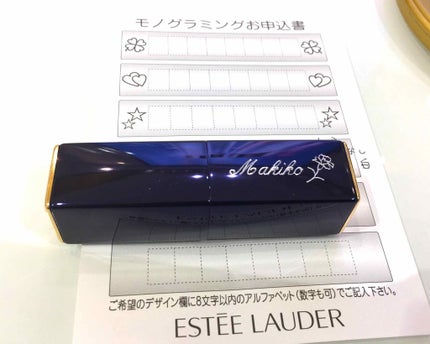 モノグラミングお申込書
Makiko
ご希望のデザイン欄に8文字以内のアルファベット(数字も可)でご記入下さい。
ESTĒE LAUDER